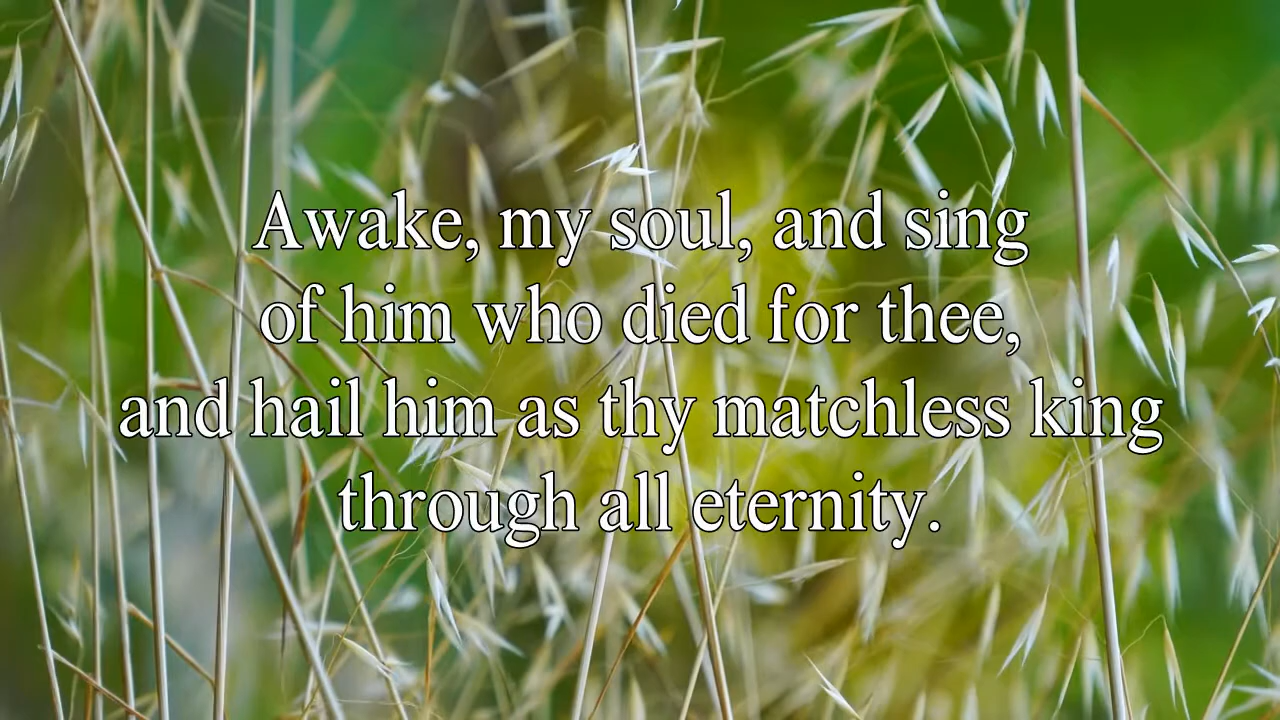 Awake, my soul, and sing
of him who died for thee,
and hail him as thy matchless king
through all eternity.